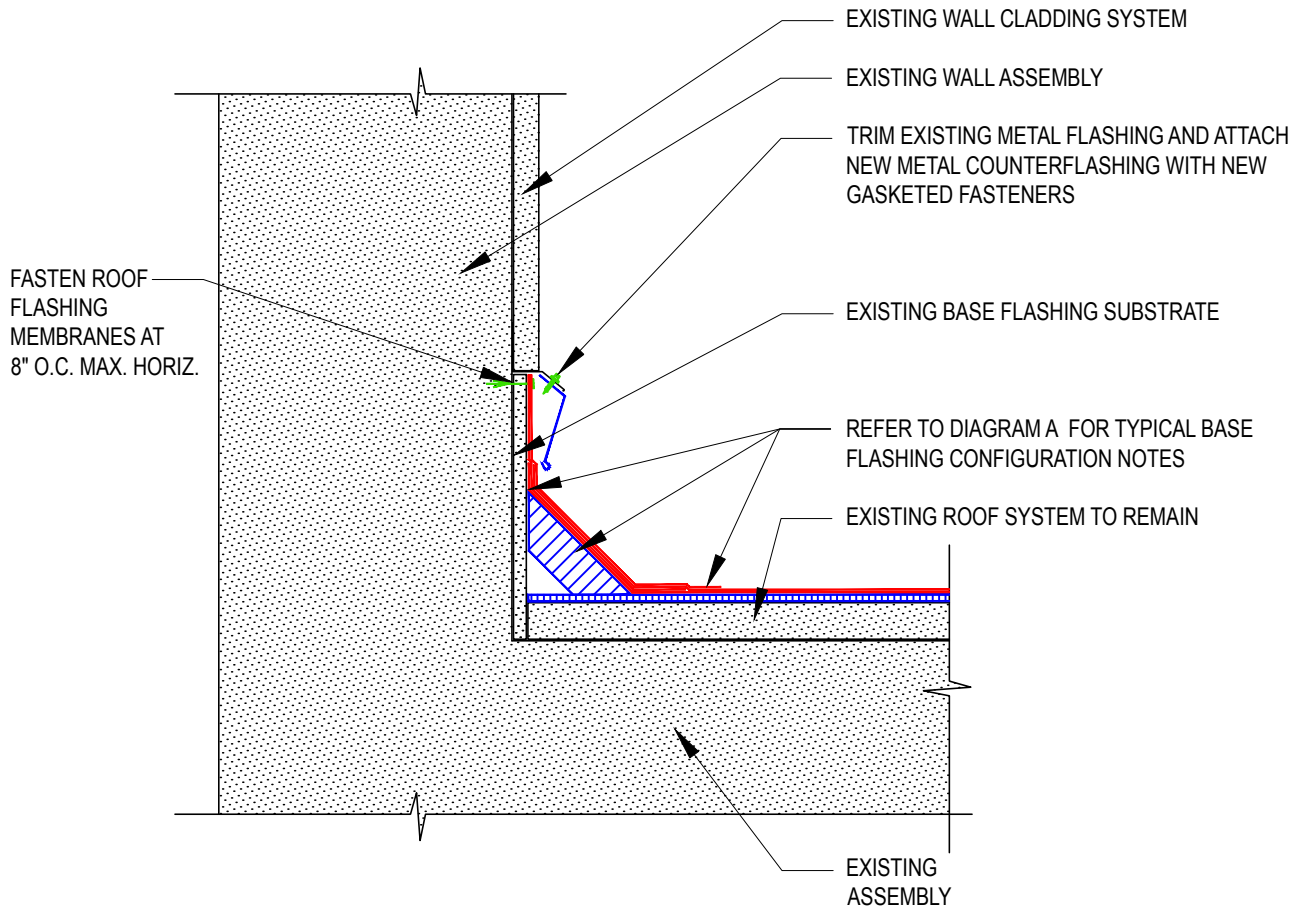 EXISTING WALL CLADDING SYSTEM
EXISTING WALL ASSEMBLY
TRIM EXISTING METAL FLASHING AND ATTACH
NEW METAL COUNTERFLASHING WITH NEW
GASKETED FASTENERS
FASTEN ROOF
FLASHING
MEMBRANES AT
8" O.C. MAX. HORIZ.
EXISTING BASE FLASHING SUBSTRATE
REFER TO DIAGRAM A FOR TYPICAL BASE
FLASHING CONFIGURATION NOTES
EXISTING ROOF SYSTEM TO REMAIN
EXISTING
ASSEMBLY